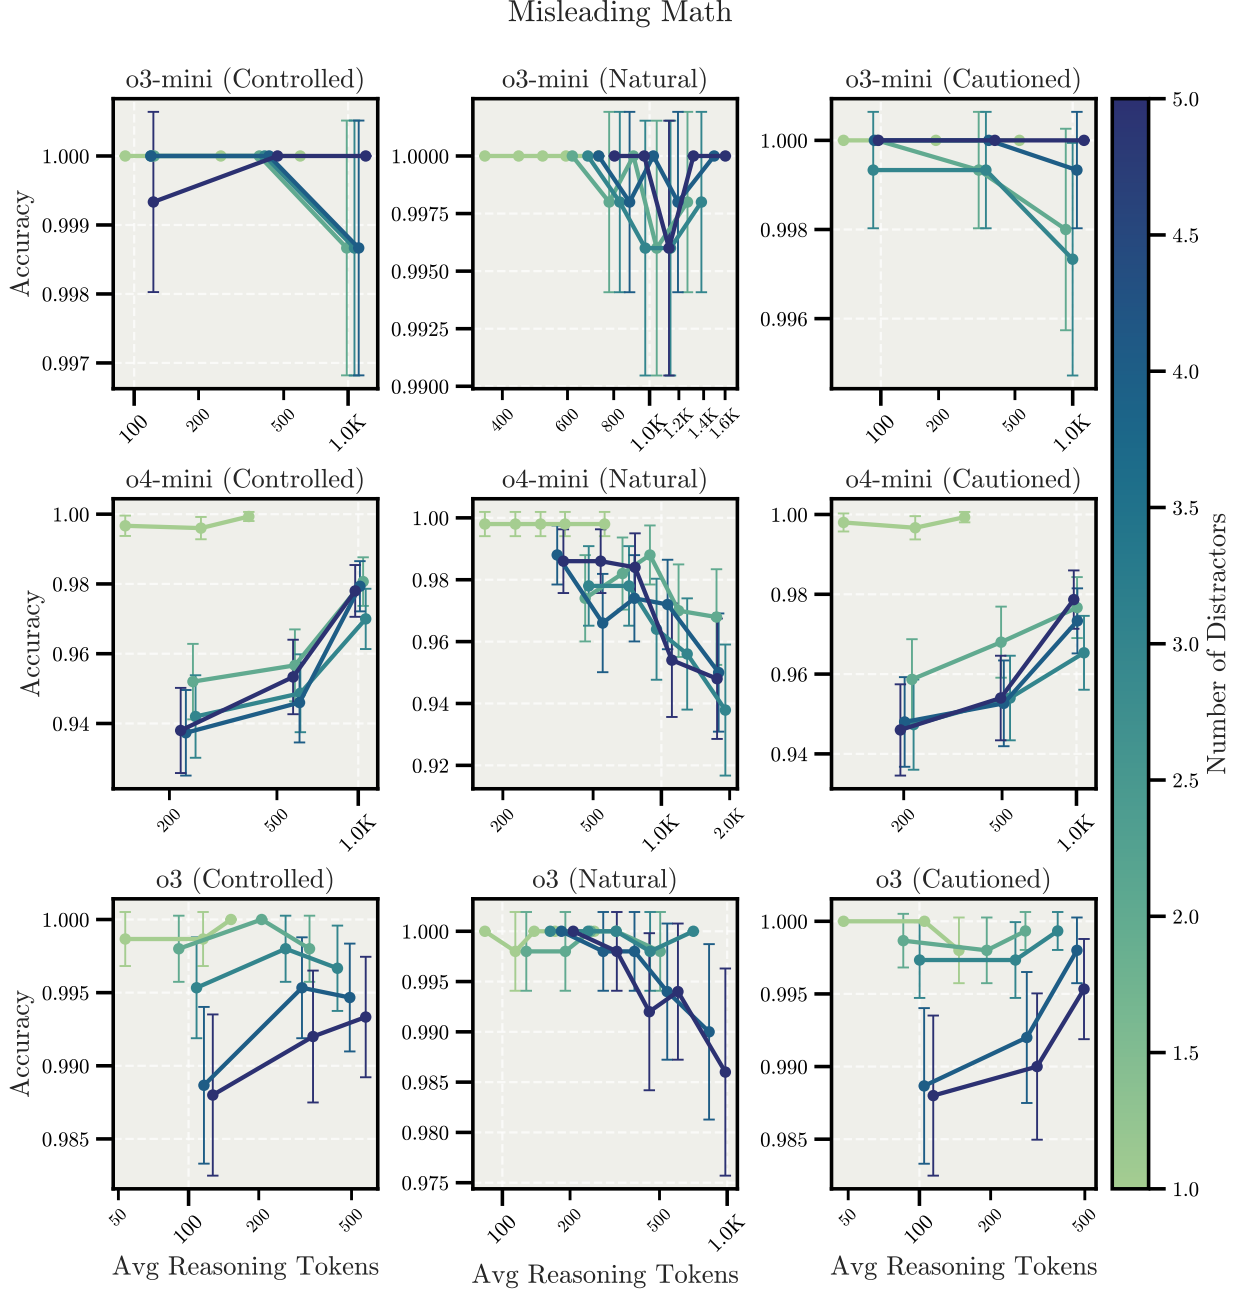 Misleading Math
o3-mini (Controlled)
o3-mini (Natural)
o3-mini (Cautioned)
Accuracy
1.000
0.999
0.998
0.997
100
200
500
1.0K
1.0000
0.9975
0.9950
0.9925
0.9900
400
600
800
1.0K
1.2K
1.4K
1.6K
1.000
0.998
0.996
100
200
500
1.0K
o4-mini (Controlled)
o4-mini (Natural)
o4-mini (Cautioned)
Accuracy
1.00
0.98
0.96
0.94
200
500
1.0K
1.00
0.98
0.96
0.94
0.92
200
500
1.0K
2.0K
1.00
0.98
0.96
0.94
200
500
1.0K
o3 (Controlled)
o3 (Natural)
o3 (Cautioned)
Accuracy
1.000
0.995
0.990
0.985
50
100
200
500
Avg Reasoning Tokens
1.000
0.995
0.990
0.985
0.980
0.975
100
200
500
1.0K
Avg Reasoning Tokens
1.000
0.995
0.990
0.985
50
100
200
500
Avg Reasoning Tokens
5.0
4.5
4.0
3.5
3.0
2.5
2.0
1.5
1.0
Number of Distractors